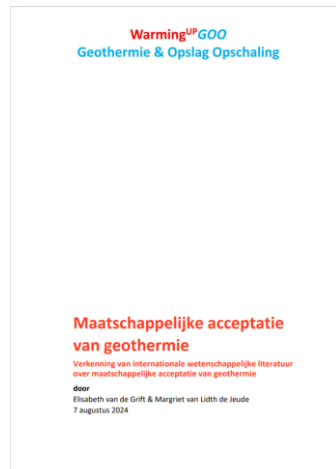 WarmingUPGOO
Geothermie & Opslag Opschaling
Maatschappelijke acceptatie
van geothermie
Verkenning van internationale wetenschappelijke literatuur
over maatschappelijke acceptatie van geothermie
door
Elisabeth van de Grift & Margriet van Lidth de Jeude
7 augustus 2024